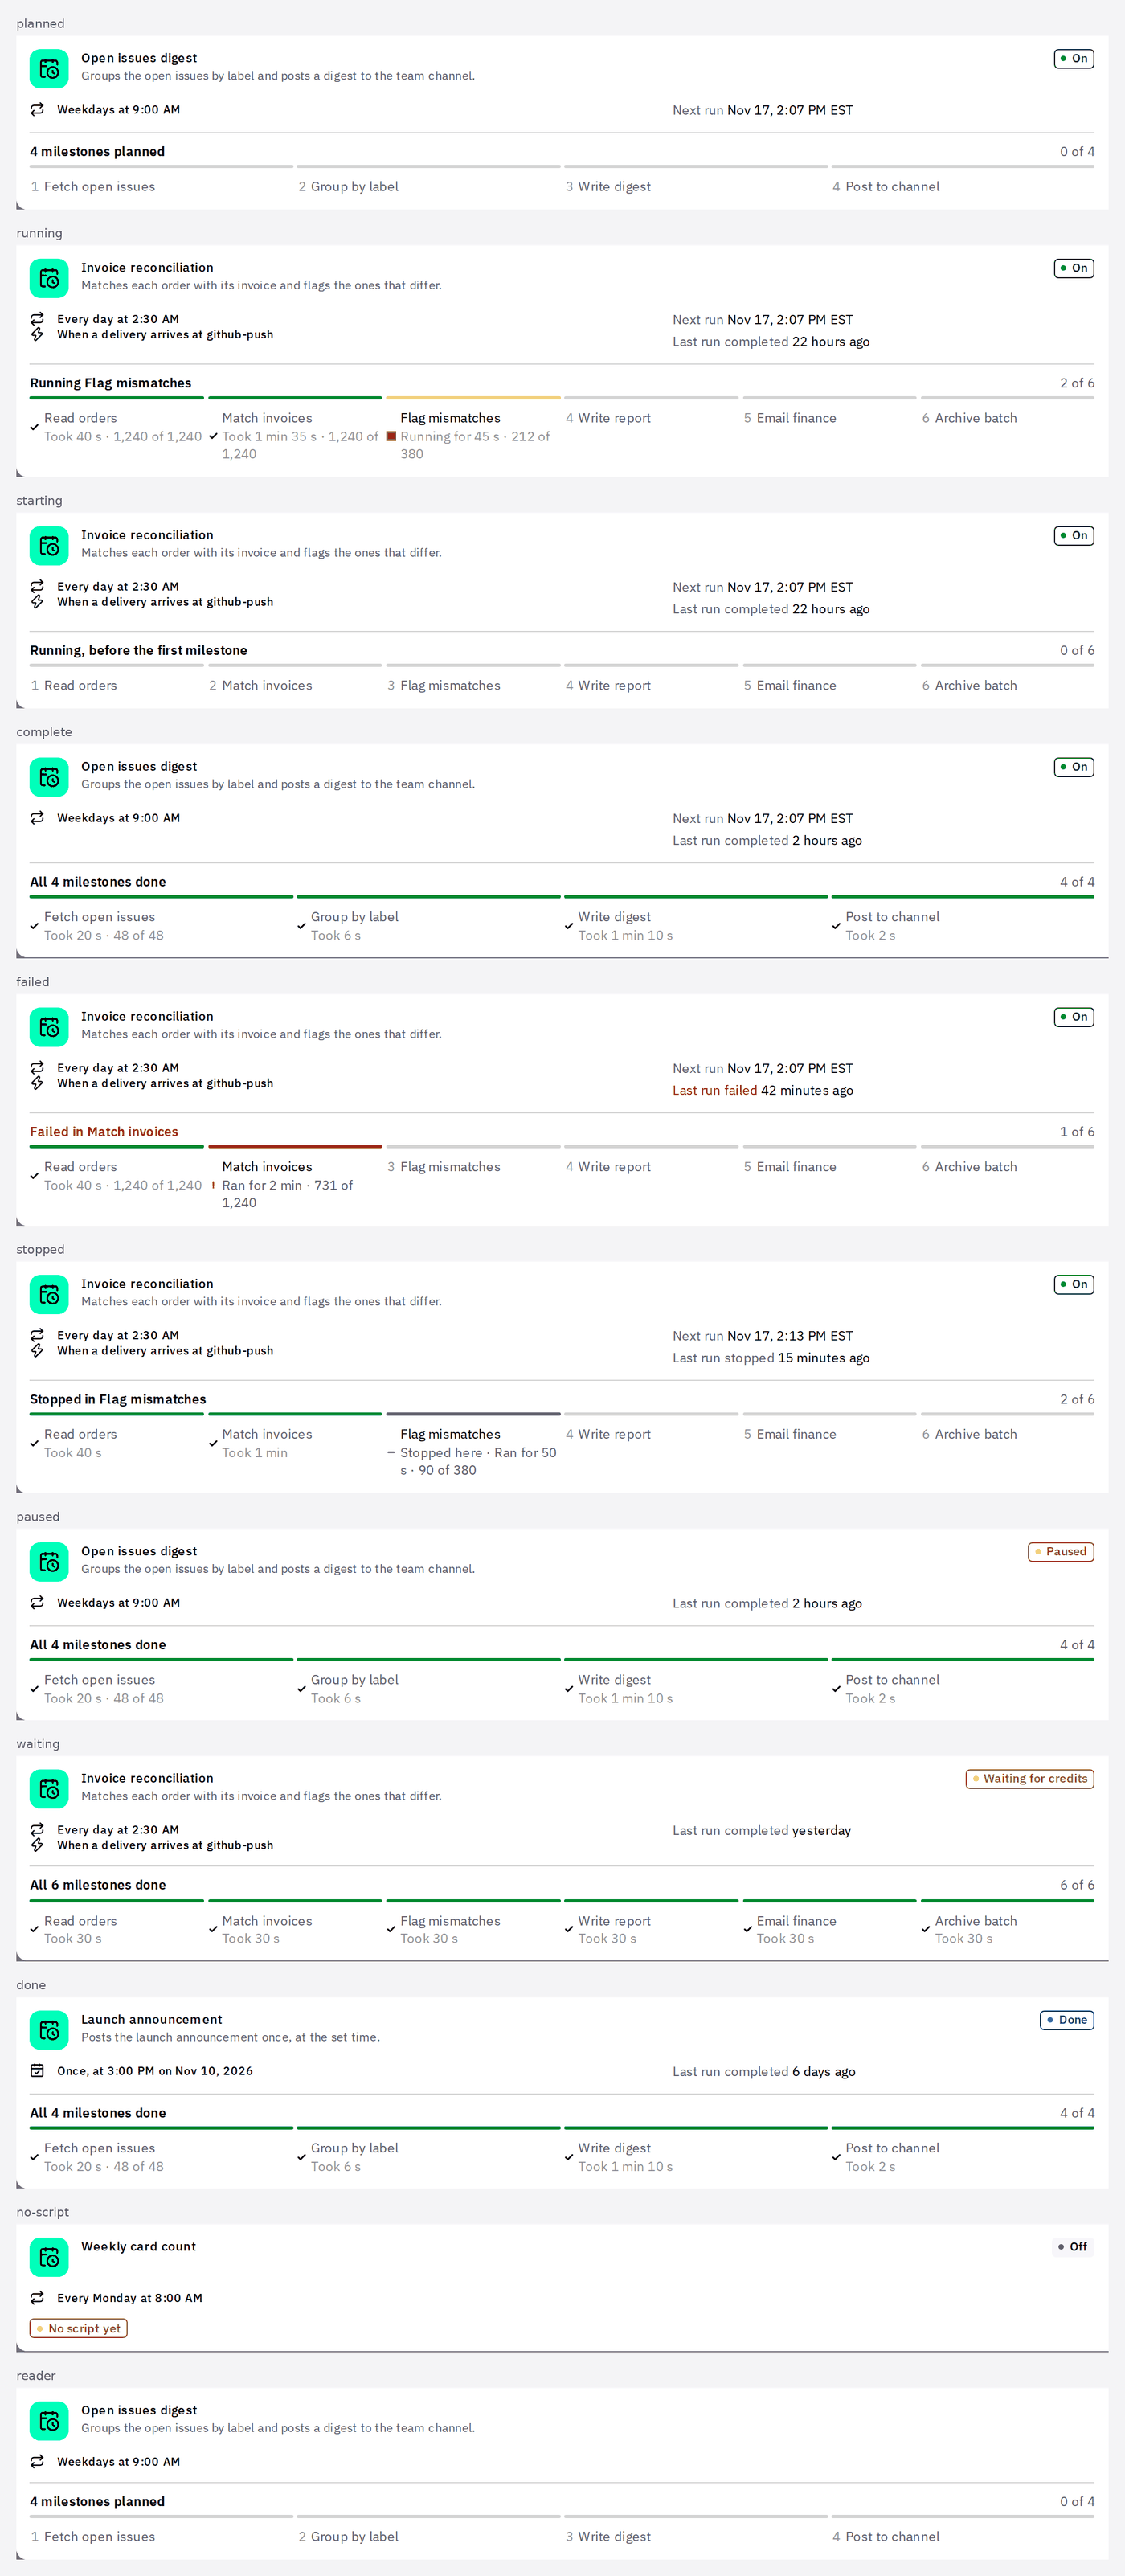 planned
Open issues digest
On
Groups the open issues by label and posts a digest to the team channel.
Weekdays at 9:00 AM
Next run Nov 17, 2:07 PM EST
4 milestones planned
0 of 4
1 Fetch open issues
2 Group by label
3 Write digest
4 Post to channel
running
Invoice reconciliation
On
Matches each order with its invoice and flags the ones that differ.
Every day at 2:30 AM
Next run Nov 17, 2:07 PM EST
When a delivery arrives at github-push
Last run completed 22 hours ago
Running Flag mismatches
2 of 6
Read orders
Took 40 s · 1,240 of 1,240
Match invoices
Took 1 min 35 s · 1,240 of
1,240
Flag mismatches
Running for 45 s · 212 of
380
4 Write report
5 Email finance
6 Archive batch
starting
Invoice reconciliation
On
Matches each order with its invoice and flags the ones that differ.
Every day at 2:30 AM
Next run Nov 17, 2:07 PM EST
When a delivery arrives at github-push
Last run completed 22 hours ago
Running, before the first milestone
0 of 6
1 Read orders
2 Match invoices
3 Flag mismatches
4 Write report
5 Email finance
6 Archive batch
complete
Open issues digest
On
Groups the open issues by label and posts a digest to the team channel.
Weekdays at 9:00 AM
Next run Nov 17, 2:07 PM EST
Last run completed 2 hours ago
All 4 milestones done
4 of 4
Fetch open issues
Took 20 s · 48 of 48
Group by label
Took 6 s
Write digest
Took 1 min 10 s
Post to channel
Took 2 s
failed
Invoice reconciliation
On
Matches each order with its invoice and flags the ones that differ.
Every day at 2:30 AM
Next run Nov 17, 2:07 PM EST
When a delivery arrives at github-push
Last run failed 42 minutes ago
Failed in Match invoices
1 of 6
Read orders
Took 40 s · 1,240 of 1,240
Match invoices
! Ran for 2 min · 731 of
1,240
3 Flag mismatches
4 Write report
5 Email finance
6 Archive batch
stopped
Invoice reconciliation
On
Matches each order with its invoice and flags the ones that differ.
Every day at 2:30 AM
Next run Nov 17, 2:13 PM EST
When a delivery arrives at github-push
Last run stopped 15 minutes ago
Stopped in Flag mismatches
2 of 6
Read orders
Took 40 s
Match invoices
Took 1 min
Flag mismatches
Stopped here · Ran for 50
s · 90 of 380
4 Write report
5 Email finance
6 Archive batch
paused
Open issues digest
Paused
Groups the open issues by label and posts a digest to the team channel.
Weekdays at 9:00 AM
Last run completed 2 hours ago
All 4 milestones done
4 of 4
Fetch open issues
Took 20 s · 48 of 48
Group by label
Took 6 s
Write digest
Took 1 min 10 s
Post to channel
Took 2 s
waiting
Invoice reconciliation
Waiting for credits
Matches each order with its invoice and flags the ones that differ.
Every day at 2:30 AM
Last run completed yesterday
When a delivery arrives at github-push
All 6 milestones done
6 of 6
Read orders
Took 30 s
Match invoices
Took 30 s
Flag mismatches
Took 30 s
Write report
Took 30 s
Email finance
Took 30 s
Archive batch
Took 30 s
done
Launch announcement
Done
Posts the launch announcement once, at the set time.
Once, at 3:00 PM on Nov 10, 2026
Last run completed 6 days ago
All 4 milestones done
4 of 4
Fetch open issues
Took 20 s · 48 of 48
Group by label
Took 6 s
Write digest
Took 1 min 10 s
Post to channel
Took 2 s
no-script
Weekly card count
Off
Every Monday at 8:00 AM
No script yet
reader
Open issues digest
Groups the open issues by label and posts a digest to the team channel.
Weekdays at 9:00 AM
4 milestones planned
0 of 4
1 Fetch open issues
2 Group by label
3 Write digest
4 Post to channel